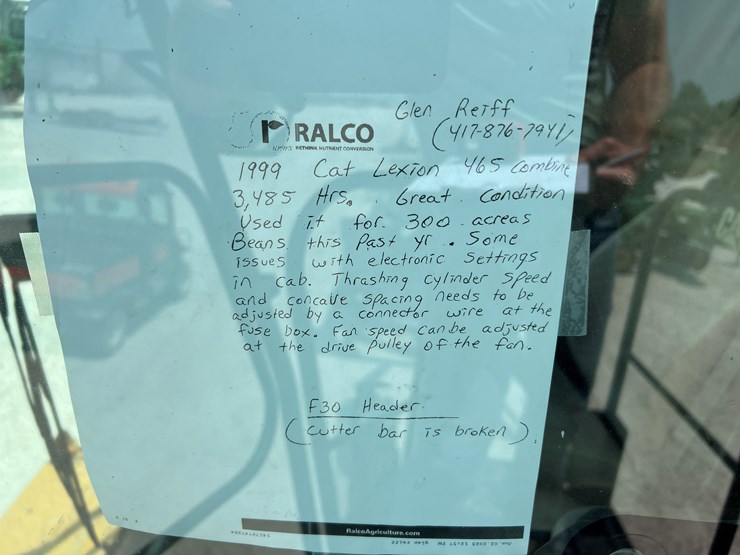 Glen Reiff
(417-876-7941)
RALCO
RETHINK NUTRIENT CONVERSION
1999 Cat Lexion 465 combine
3,485 Hrs. Great Condition
Used it for 300 acreas
Beans this Past yr. Some
issues with electronic settings
in cab. Thrashing cylinder speed
and concave spacing needs to be
adjusted by a connector wire at the
fuse box. Fan speed can be adjusted
at the drive pulley of the fan.
F30 Header
(cutter bar is broken).
RalcoAgriculture.com